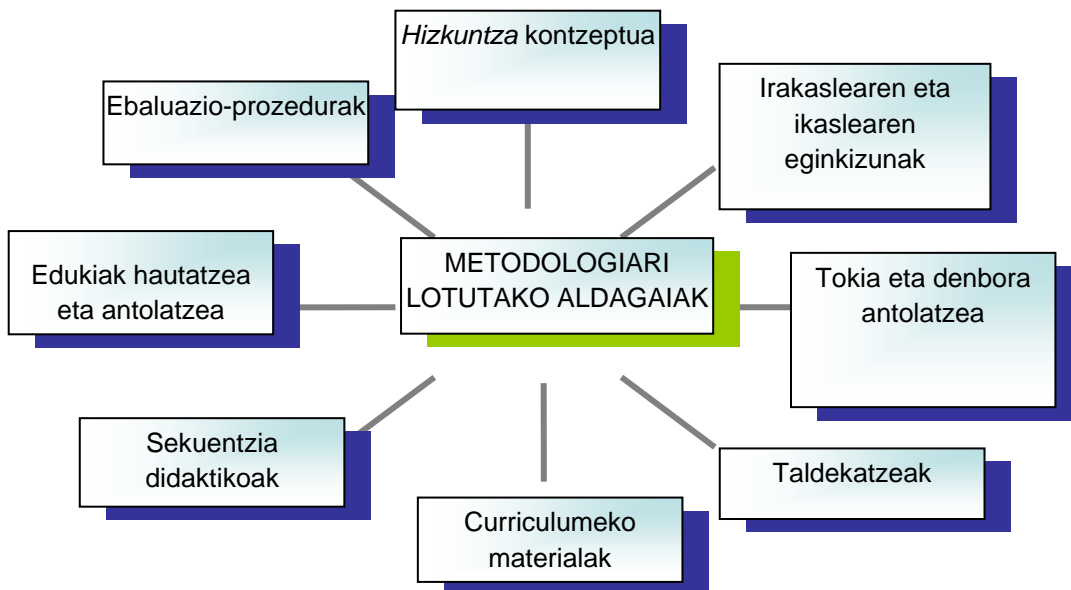 Hizkuntza kontzeptua
Ebaluazio-prozedurak
Irakaslearen eta
ikaslearen
eginkizunak
Edukiak hautatzea
eta antolatzea
METODOLOGIARI
LOTUTAKO ALDAGAIAK
Tokia eta denbora
antolatzea
Sekuentzia
didaktikoak
Taldekatzeak
Curriculumeko
materialak